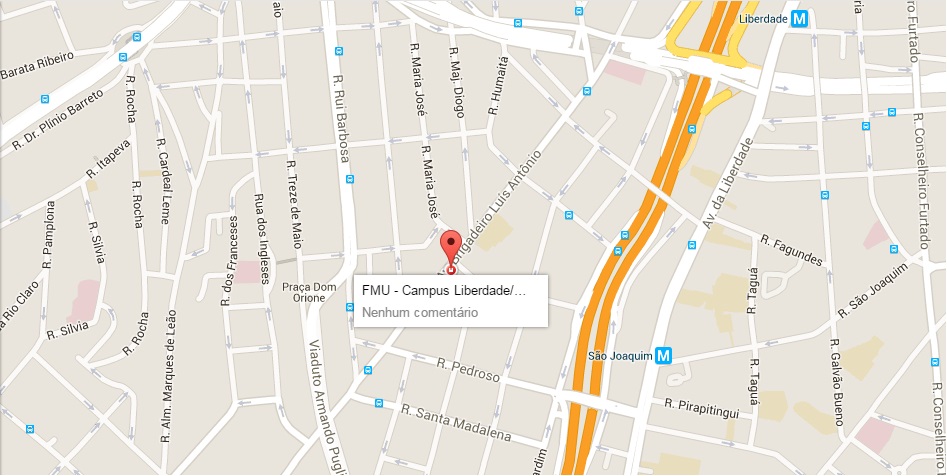 Liberdade
M
Barata Ribeiro
R. Dr. Plínio Barreto
R. Rocha
R. Itapeva
R. Cardeal Leme
R. Rui Barbosa
R. Maria José
R. Maj. Diogo
R. Humaitá
R. Conselheiro Furtado
R. Maria José
Brigadeiro Luís Antônio
Av. da Liberdade
R. Pamplona
R. Silvia
R. Rocha
R. dos Franceses
Rua dos Ingleses
R. Treze de Maio
R. Fagundes
R. Conselheiro Furtado
R. São Joaquim
R. Taguá
Praça Dom
Orione
FMU - Campus Liberdade/...
Nenhum comentário
Rio Claro
R. Silvia
R. Rocha
R. Alm. Marques de Leão
Viaduto Armando Pugli
São Joaquim
M
R. Pedroso
R. Taguá
R. Galvão Bueno
R. Conselheiro
R. Pirapitingui
R. Santa Madalena
Jardim